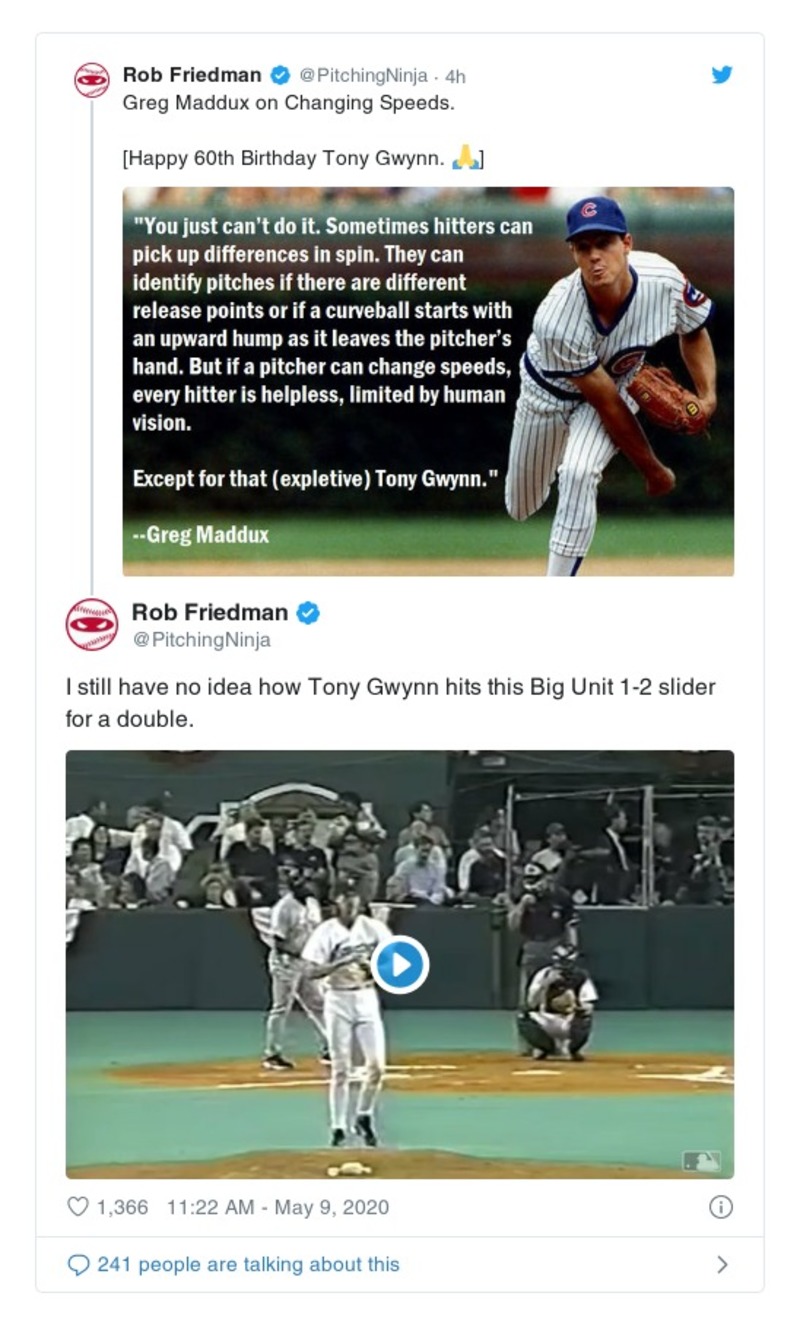 Rob Friedman @PitchingNinja · 4h
Greg Maddux on Changing Speeds.
[Happy 60th Birthday Tony Gwynn. 🙏]
"You just can't do it. Sometimes hitters can
pick up differences in spin. They can
identify pitches if there are different
release points or if a curveball starts with
an upward hump as it leaves the pitcher's
hand. But if a pitcher can change speeds,
every hitter is helpless, limited by human
vision.
Except for that (expletive) Tony Gwynn."
--Greg Maddux
Rob Friedman
@PitchingNinja
I still have no idea how Tony Gwynn hits this Big Unit 1-2 slider
for a double.
1,366 11:22 AM - May 9, 2020
241 people are talking about this